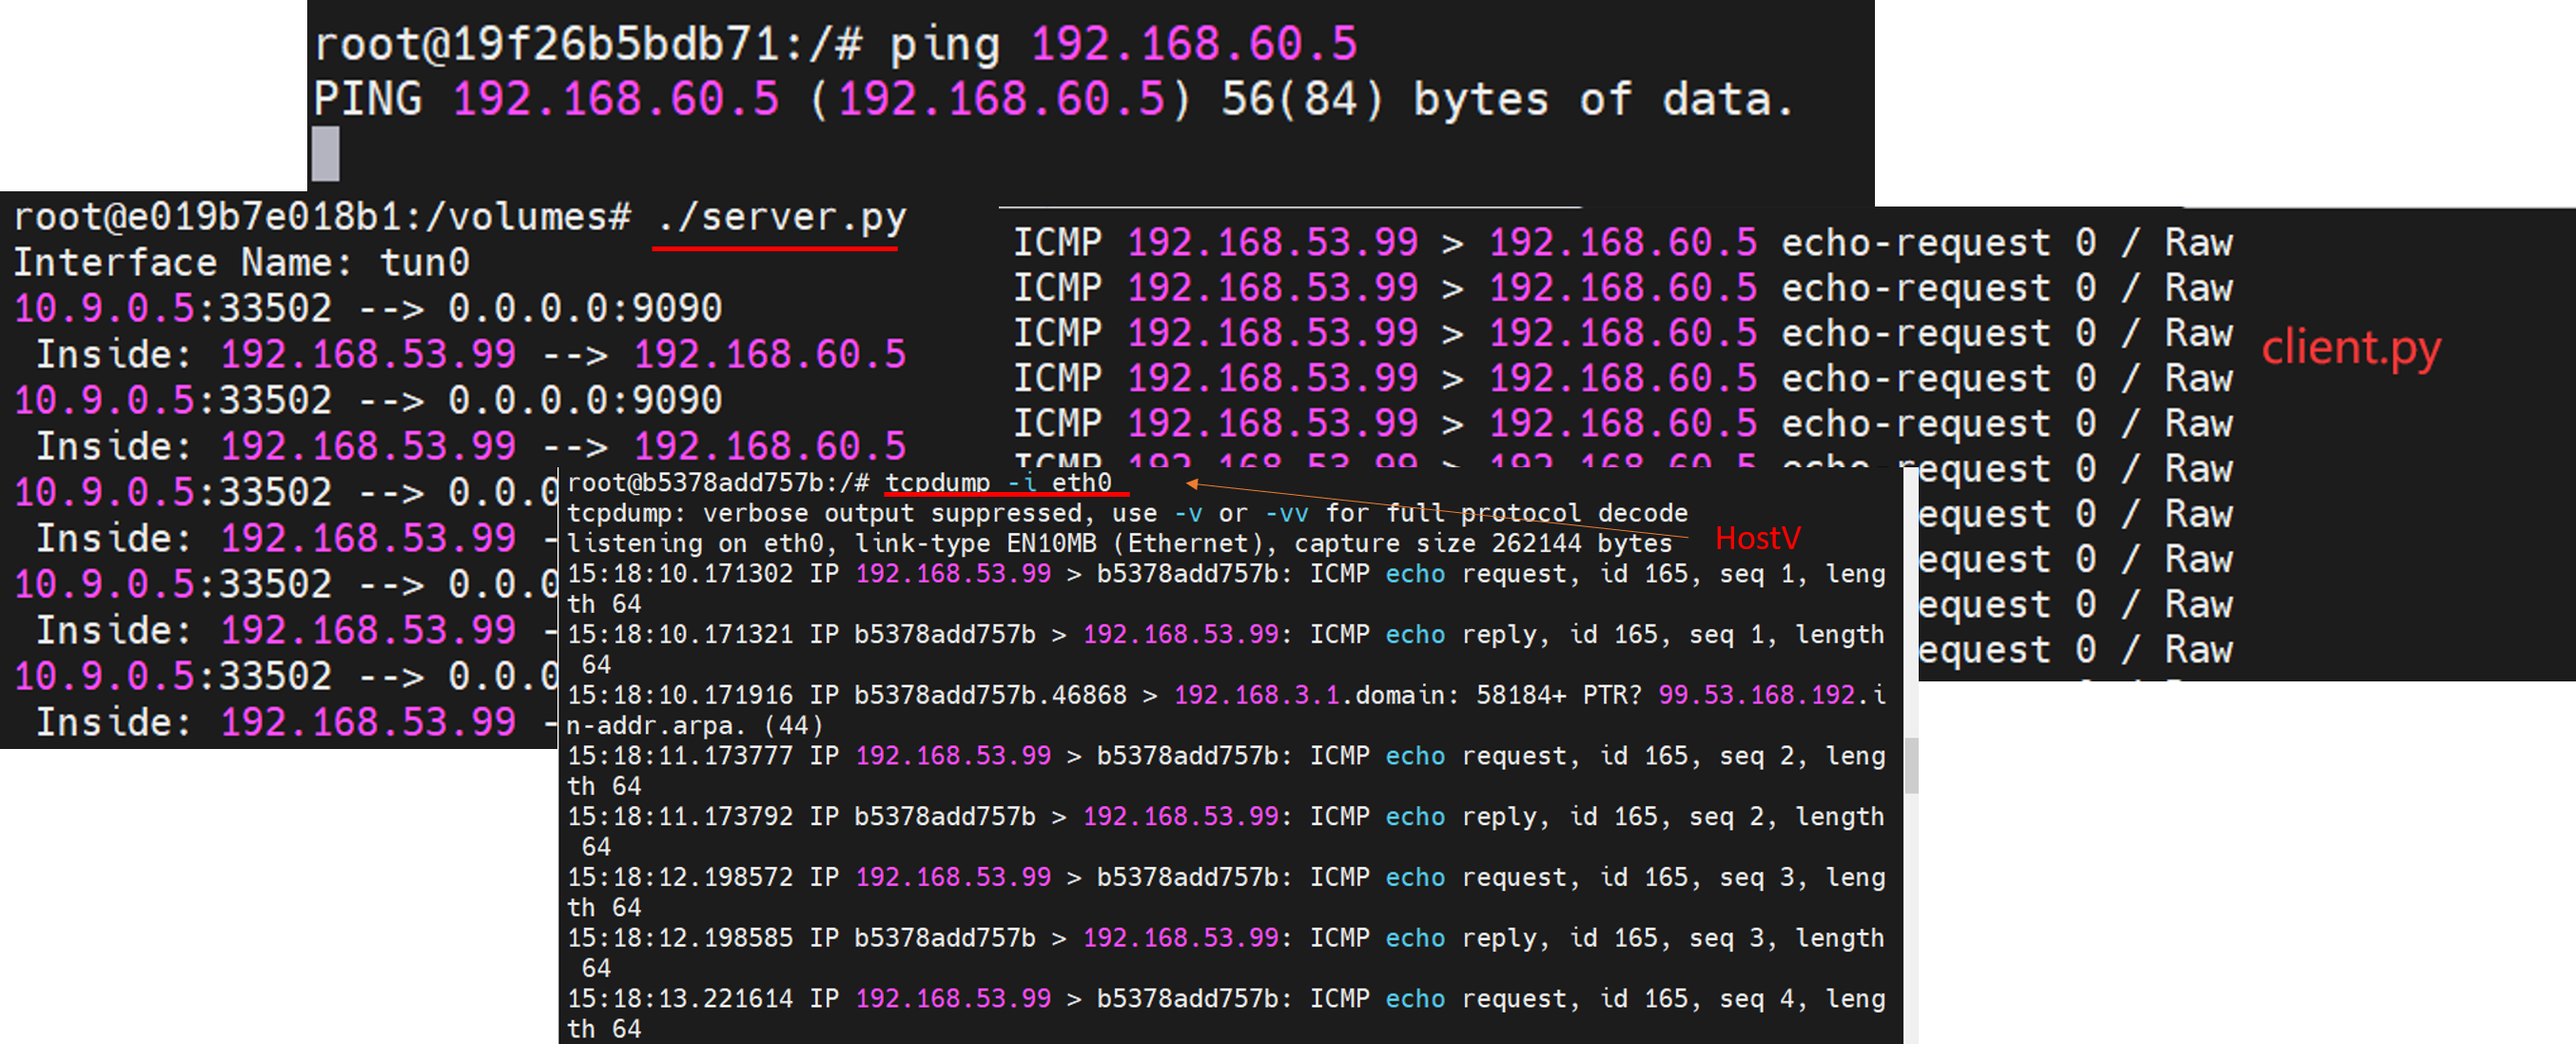 root@19f26b5bdb71:/# ping 192.168.60.5
PING 192.168.60.5 (192.168.60.5) 56(84) bytes of data.
root@e019b7e018b1:/volumes# ./server.py
Interface Name: tun0
10.9.0.5:33502 --> 0.0.0.0:9090
 Inside: 192.168.53.99 --> 192.168.60.5
10.9.0.5:33502 --> 0.0.0.0:9090
 Inside: 192.168.53.99 --> 192.168.60.5
10.9.0.5:33502 --> 0.0.0
 Inside: 192.168.53.99 -
10.9.0.5:33502 --> 0.0.0
 Inside: 192.168.53.99 -
10.9.0.5:33502 --> 0.0.0
 Inside: 192.168.53.99 -
ICMP 192.168.53.99 > 192.168.60.5 echo-request 0 / Raw
ICMP 192.168.53.99 > 192.168.60.5 echo-request 0 / Raw
ICMP 192.168.53.99 > 192.168.60.5 echo-request 0 / Raw
ICMP 192.168.53.99 > 192.168.60.5 echo-request 0 / Raw
ICMP 192.168.53.99 > 192.168.60.5 echo-request 0 / Raw
ICMP 192.168.53.99 > 192.168.60.5 echo-request 0 / Raw
equest 0 / Raw
equest 0 / Raw
equest 0 / Raw
equest 0 / Raw
client.py
root@b5378add757b:/# tcpdump -i eth0
tcpdump: verbose output suppressed, use -v or -vv for full protocol decode
listening on eth0, link-type EN10MB (Ethernet), capture size 262144 bytes
HostV
15:18:10.171302 IP 192.168.53.99 > b5378add757b: ICMP echo request, id 165, seq 1, leng
th 64
15:18:10.171321 IP b5378add757b > 192.168.53.99: ICMP echo reply, id 165, seq 1, length
 64
15:18:10.171916 IP b5378add757b.46868 > 192.168.3.1.domain: 58184+ PTR? 99.53.168.192.i
n-addr.arpa. (44)
15:18:11.173777 IP 192.168.53.99 > b5378add757b: ICMP echo request, id 165, seq 2, leng
th 64
15:18:11.173792 IP b5378add757b > 192.168.53.99: ICMP echo reply, id 165, seq 2, length
 64
15:18:12.198572 IP 192.168.53.99 > b5378add757b: ICMP echo request, id 165, seq 3, leng
th 64
15:18:12.198585 IP b5378add757b > 192.168.53.99: ICMP echo reply, id 165, seq 3, length
 64
15:18:13.221614 IP 192.168.53.99 > b5378add757b: ICMP echo request, id 165, seq 4, leng
th 64